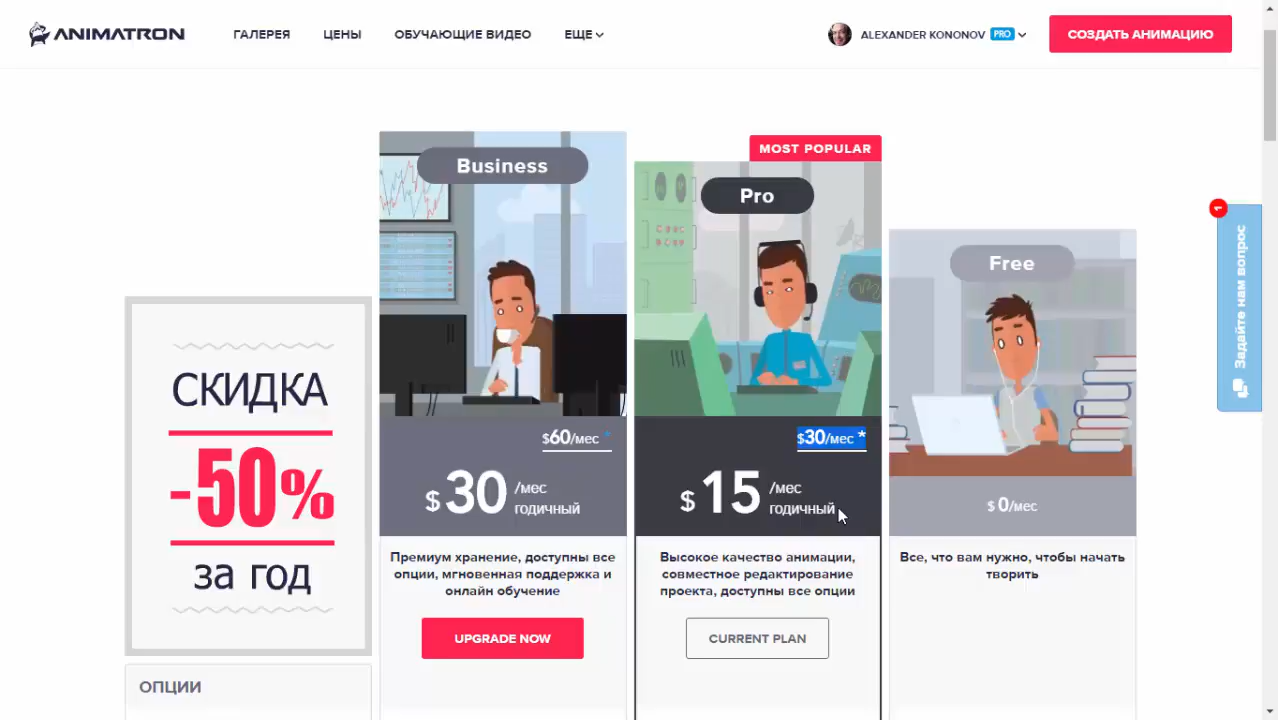 ANIMATRON
ГАЛЕРЕЯ
ЦЕНЫ
ОБУЧАЮЩИЕ ВИДЕО
ЕЩЕ
ALEXANDER KONONOV PRO
СОЗДАТЬ АНИМАЦИЮ
СКИДКА
-50%
за год
ОПЦИИ
Business
$60/мес *
$30 /мес
годичный
Премиум хранение, доступны все
опции, мгновенная поддержка и
онлайн обучение
UPGRADE NOW
MOST POPULAR
Pro
$30/мес *
$15 /мес
годичный
Высокое качество анимации,
совместное редактирование
проекта, доступны все опции
CURRENT PLAN
Free
$0/мес
Все, что вам нужно, чтобы начать
творить
Задайте нам вопрос